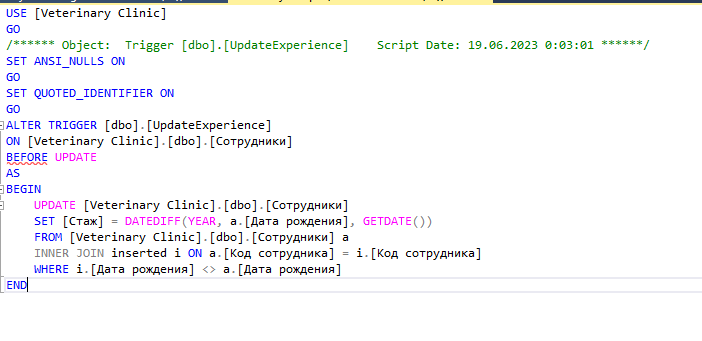 USE [Veterinary Clinic]
GO
/****** Object:  Trigger [dbo].[UpdateExperience]    Script Date: 19.06.2023 0:03:01 ******/
SET ANSI_NULLS ON
GO
SET QUOTED_IDENTIFIER ON
GO
ALTER TRIGGER [dbo].[UpdateExperience]
ON [Veterinary Clinic].[dbo].[Сотрудники]
BEFORE UPDATE
AS
BEGIN
    UPDATE [Veterinary Clinic].[dbo].[Сотрудники]
    SET [Стаж] = DATEDIFF(YEAR, a.[Дата рождения], GETDATE())
    FROM [Veterinary Clinic].[dbo].[Сотрудники] a
    INNER JOIN inserted i ON a.[Код сотрудника] = i.[Код сотрудника]
    WHERE i.[Дата рождения] <> a.[Дата рождения]
END